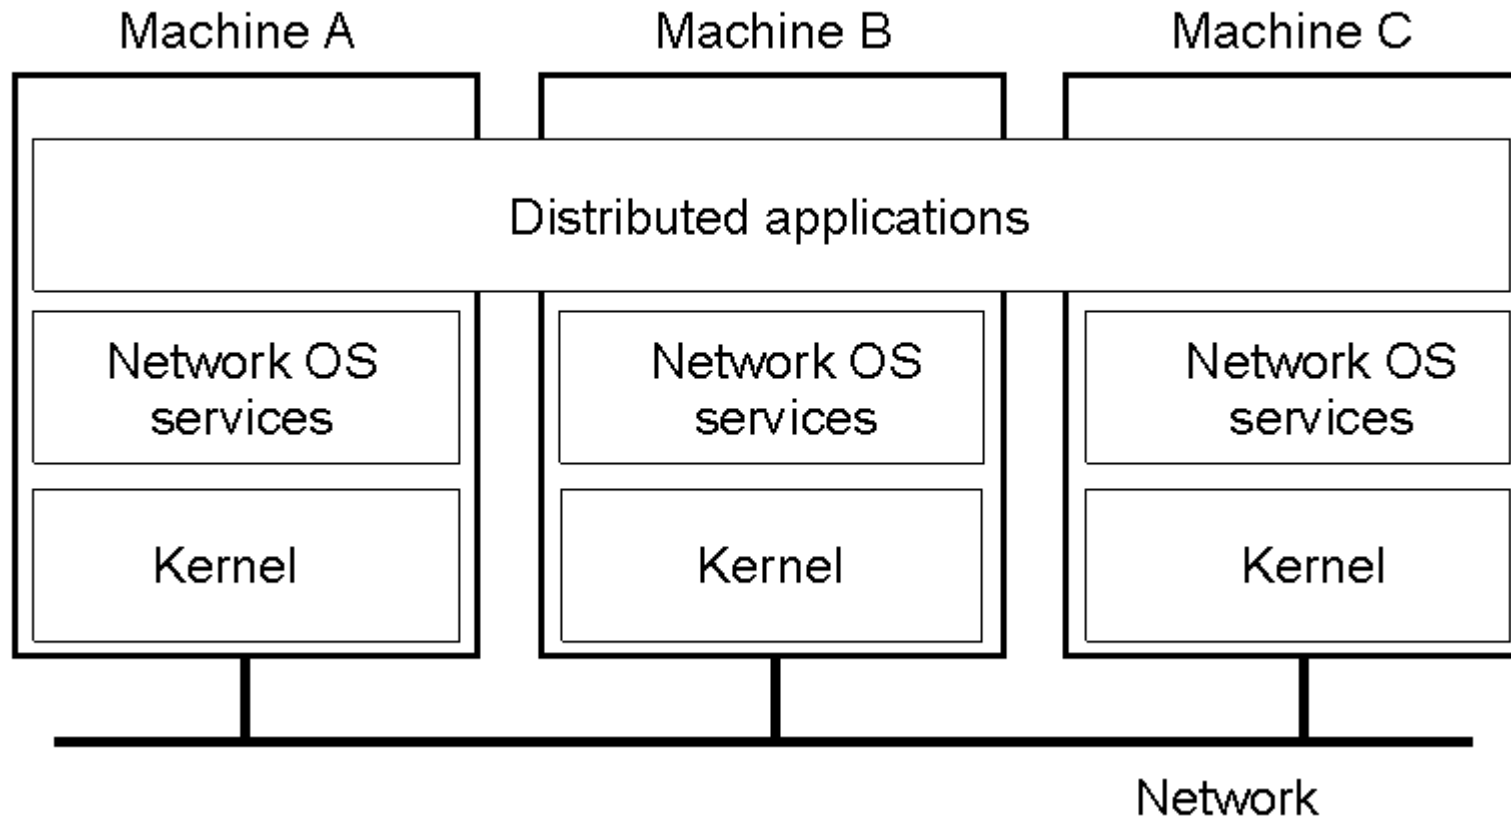 Machine A
Machine B
Machine C
Distributed applications
Network OS
services
Network OS
services
Network OS
services
Kernel
Kernel
Kernel
Network